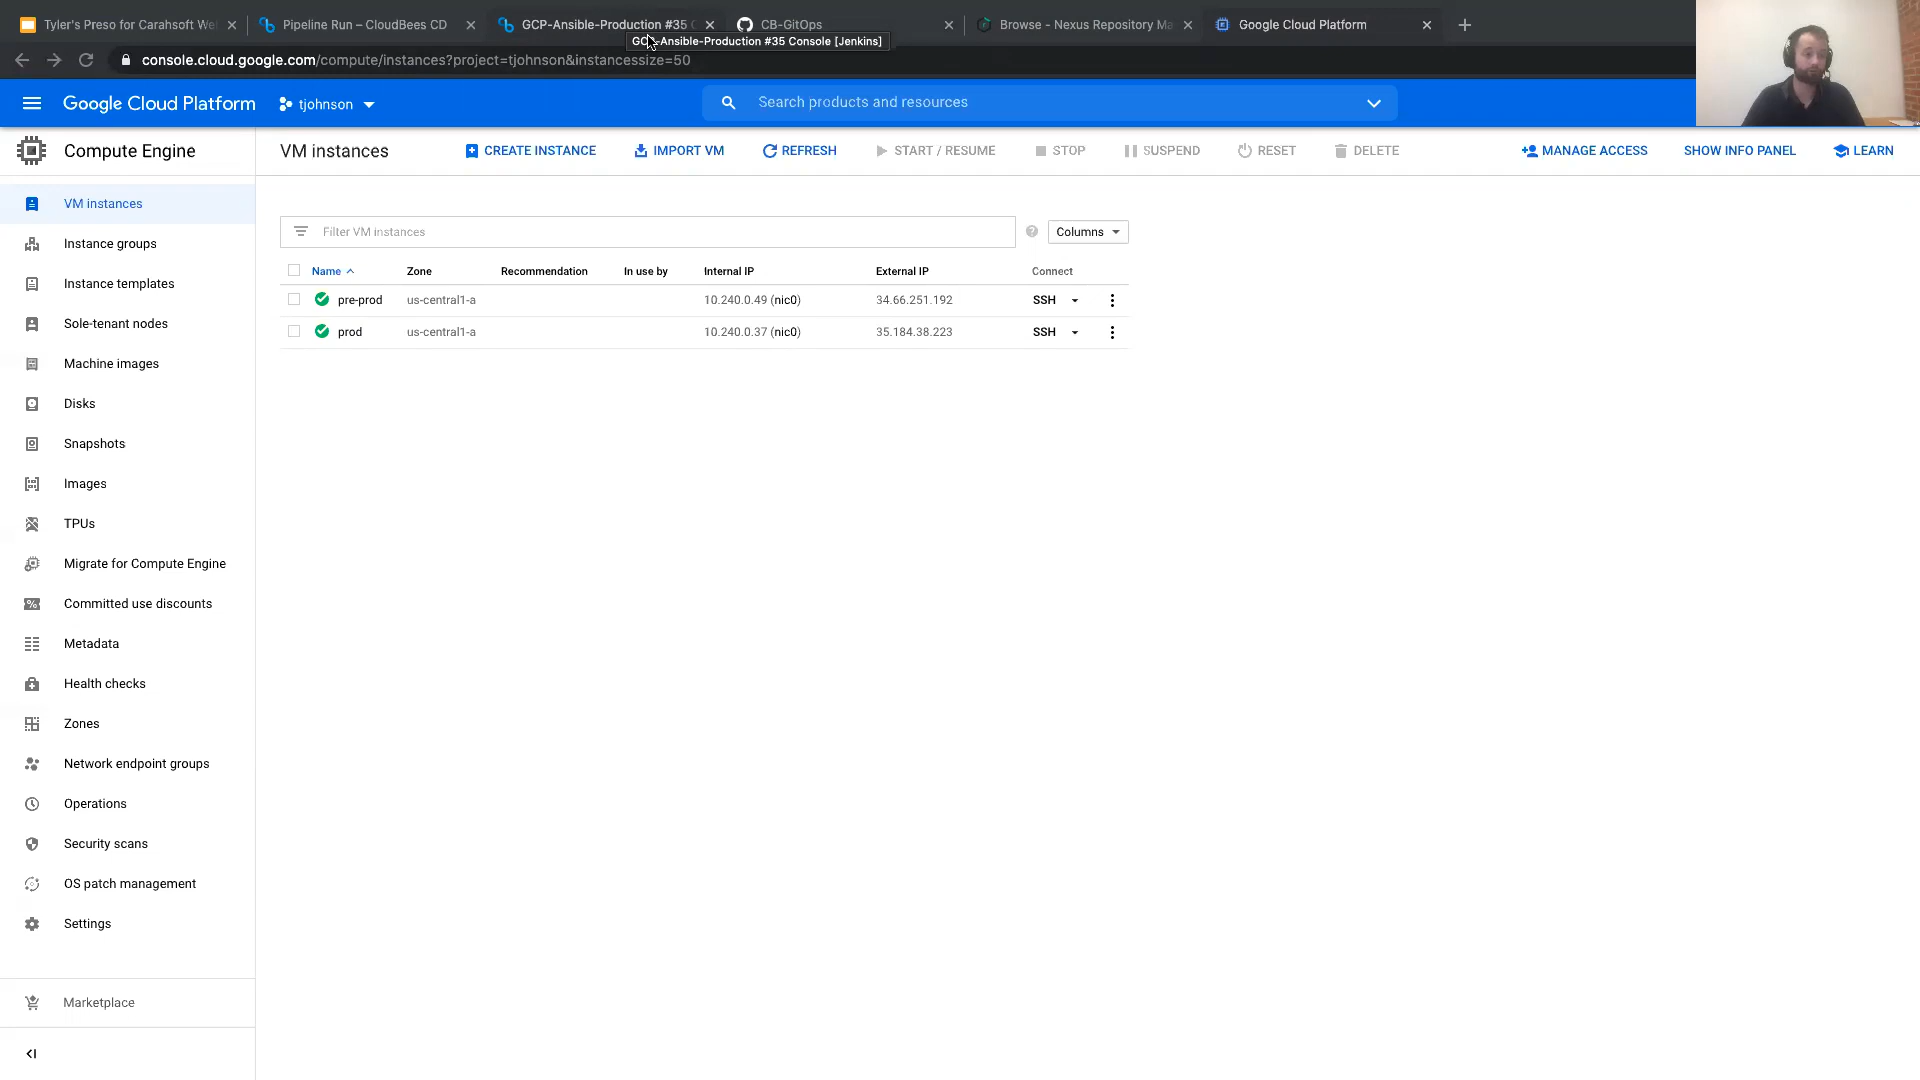 Tyler's Preso for Carahsoft We
Pipeline Run – CloudBees CD
GCP-Ansible-Production #35 C
CB-GitOps
Browse - Nexus Repository Ma
Google Cloud Platform
GCP-Ansible-Production #35 Console [Jenkins]
console.cloud.google.com/compute/instances?project=tjohnson&instancessize=50
Google Cloud Platform
tjohnson
Search products and resources
Compute Engine
VM instances
CREATE INSTANCE
IMPORT VM
REFRESH
START / RESUME
STOP
SUSPEND
RESET
DELETE
MANAGE ACCESS
SHOW INFO PANEL
LEARN
VM instances
Instance groups
Instance templates
Sole-tenant nodes
Machine images
Disks
Snapshots
Images
TPUs
Migrate for Compute Engine
Committed use discounts
Metadata
Health checks
Zones
Network endpoint groups
Operations
Security scans
OS patch management
Settings
Marketplace
Filter VM instances
Columns
Name Zone Recommendation In use by Internal IP External IP Connect
pre-prod us-central1-a 10.240.0.49 (nic0) 34.66.251.192 SSH
prod us-central1-a 10.240.0.37 (nic0) 35.184.38.223 SSH